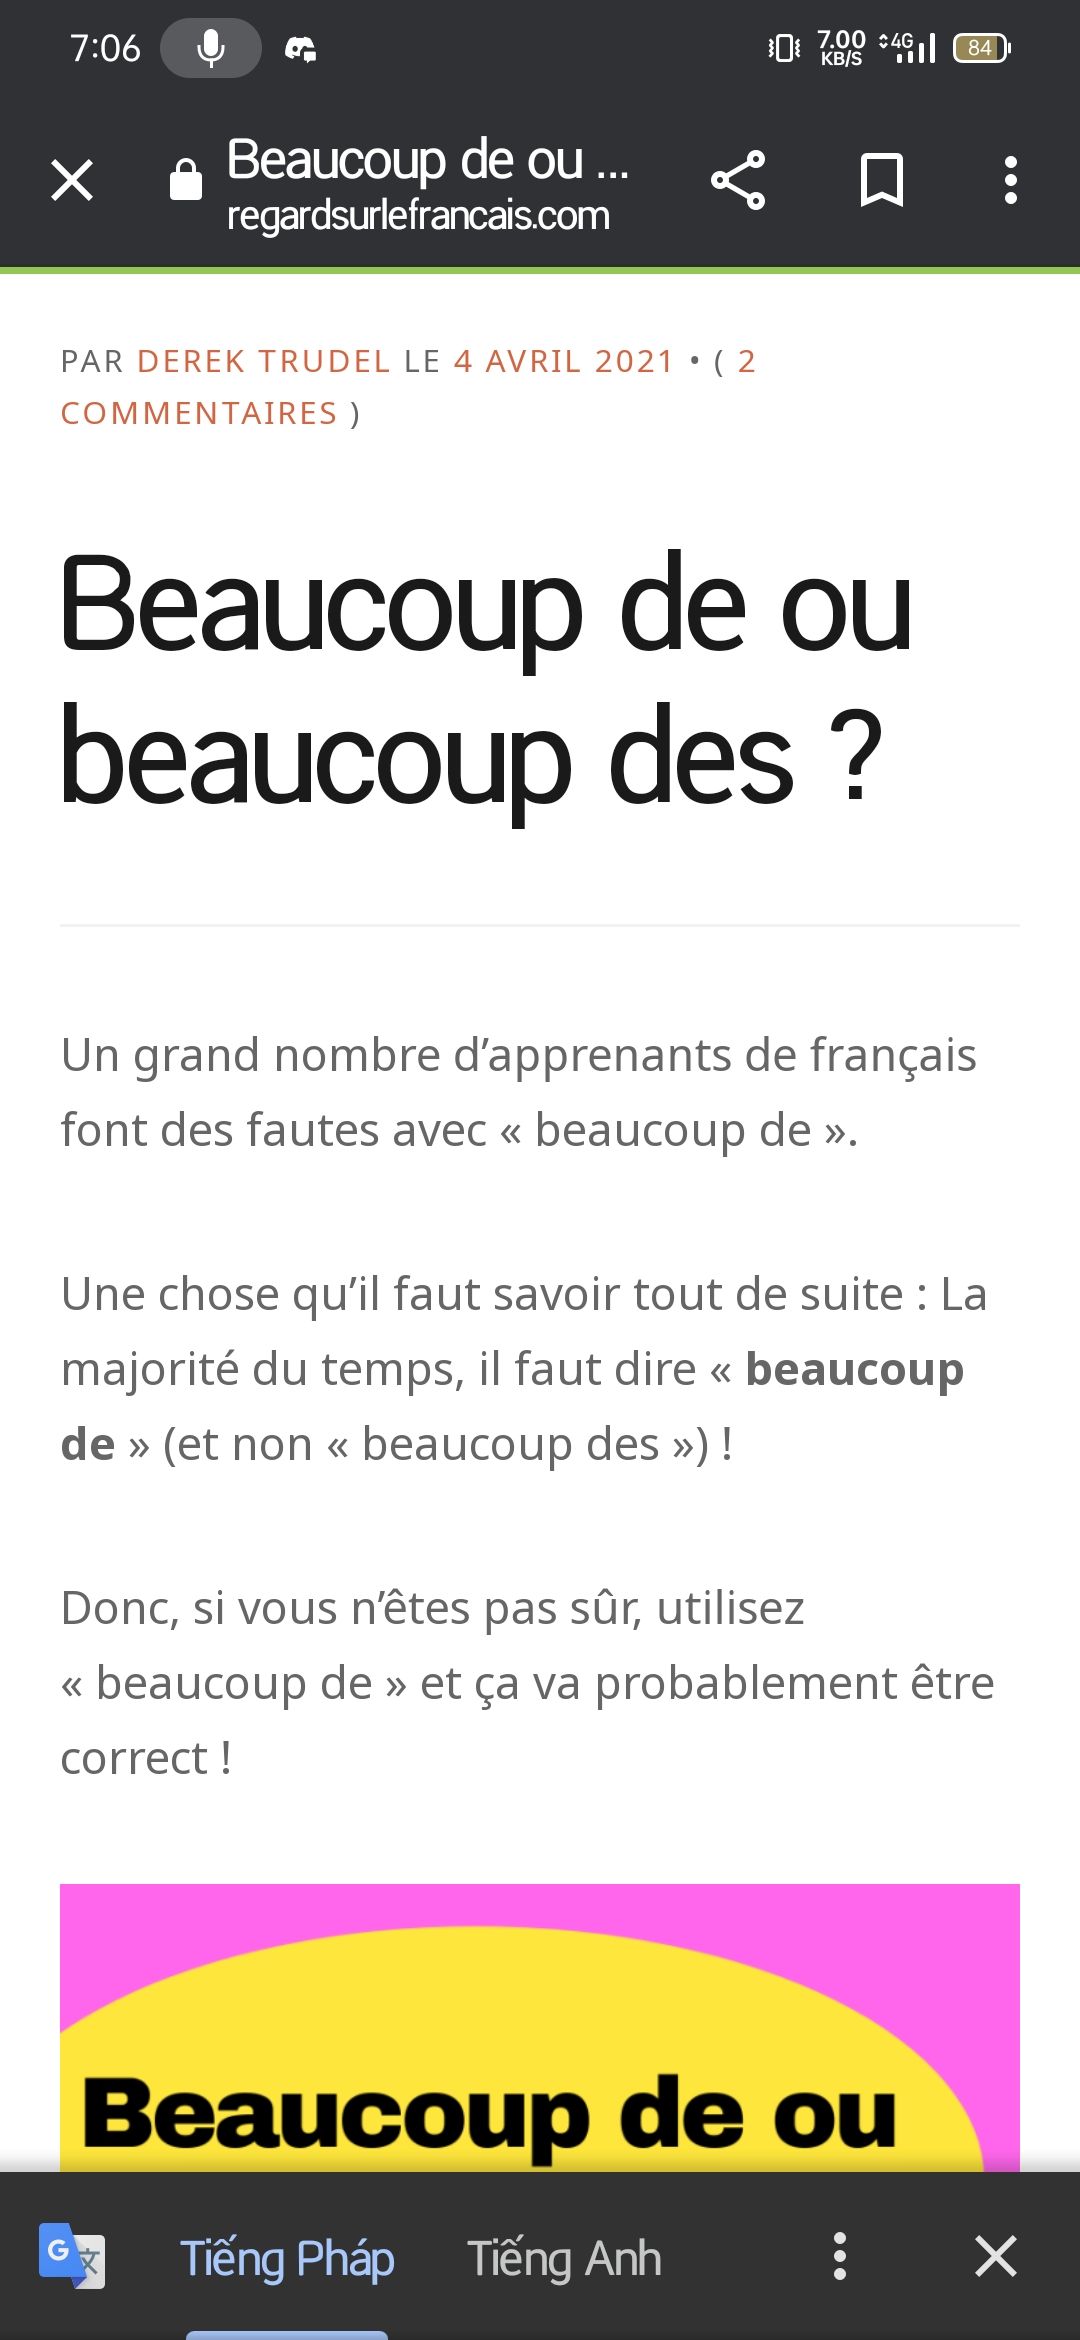 7:06
7.00
KB/S
4G
84
Beaucoup de ou ...
regardsurlefrancais.com
PAR DEREK TRUDEL LE 4 AVRIL 2021 • ( 2
COMMENTAIRES )
Beaucoup de ou
beaucoup des ?
Un grand nombre d’apprenants de français
font des fautes avec « beaucoup de ».
Une chose qu’il faut savoir tout de suite : La
majorité du temps, il faut dire « beaucoup
de » (et non « beaucoup des ») !
Donc, si vous n’êtes pas sûr, utilisez
« beaucoup de » et ça va probablement être
correct !
Beaucoup de ou
G 文 Tiếng Pháp Tiếng Anh